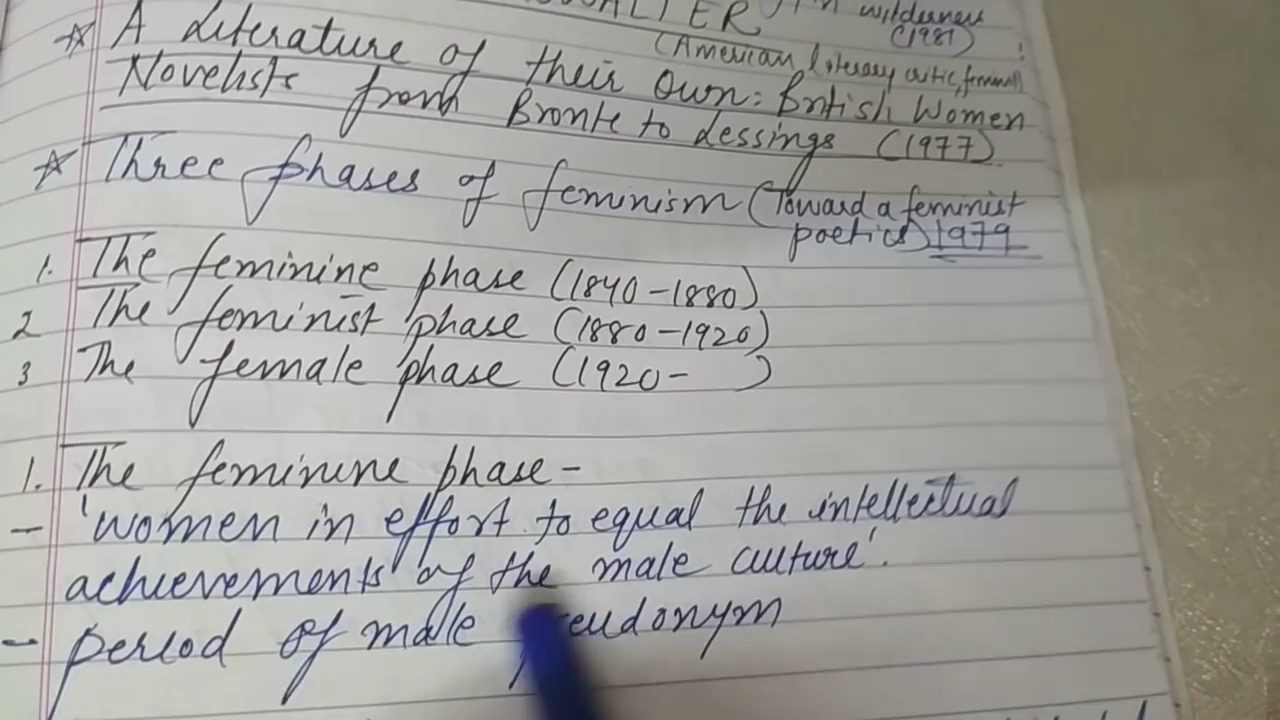 wilderness
(1981)
(American literary critic, feminist)
☆ A Literature of their Own: British Women
Novelists from Bronte to Lessings (1977)
☆ Three phases of feminism (Toward a feminist
poetics) 1979
1. The feminine phase (1840-1880)
2 The feminist phase (1880-1920)
3 The female phase (1920- )
1. The feminine phase -
- 'women in effort to equal the intellectual
achievements of the male culture'.
- period of male pseudonym